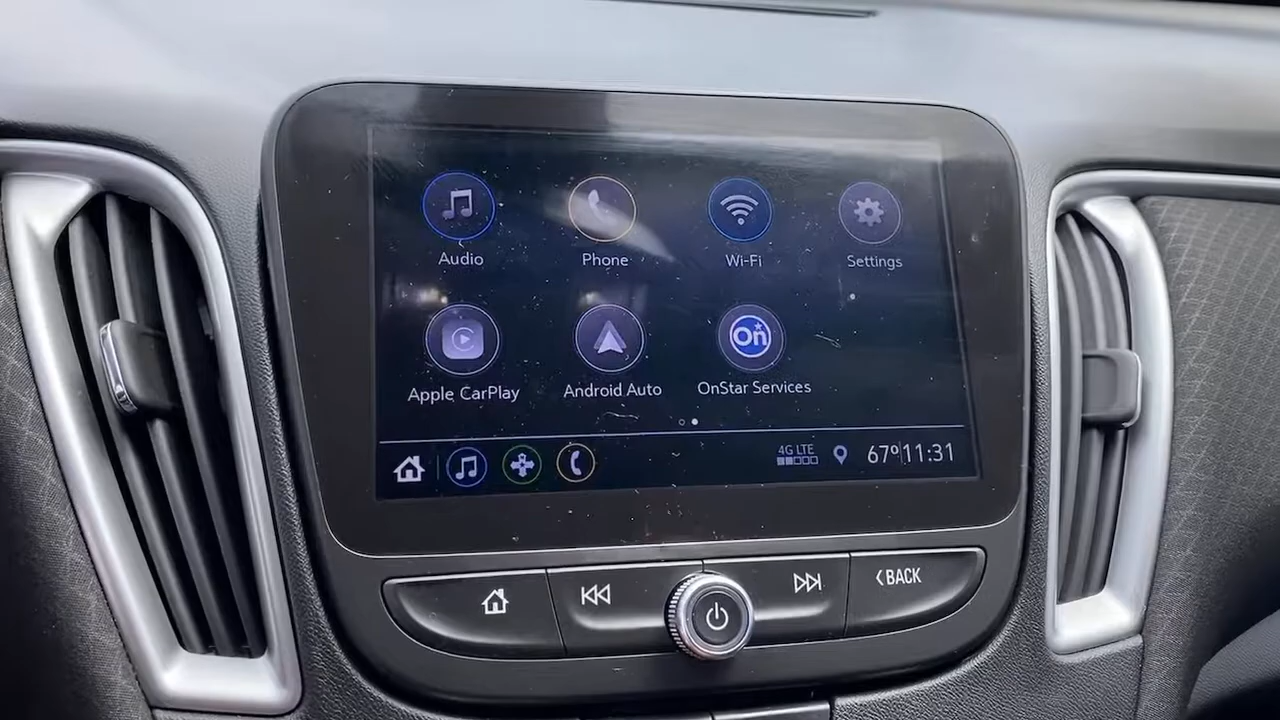 Audio Phone Wi-Fi Settings
On
Apple CarPlay Android Auto OnStar Services
4G LTE 67° 11:31
BACK